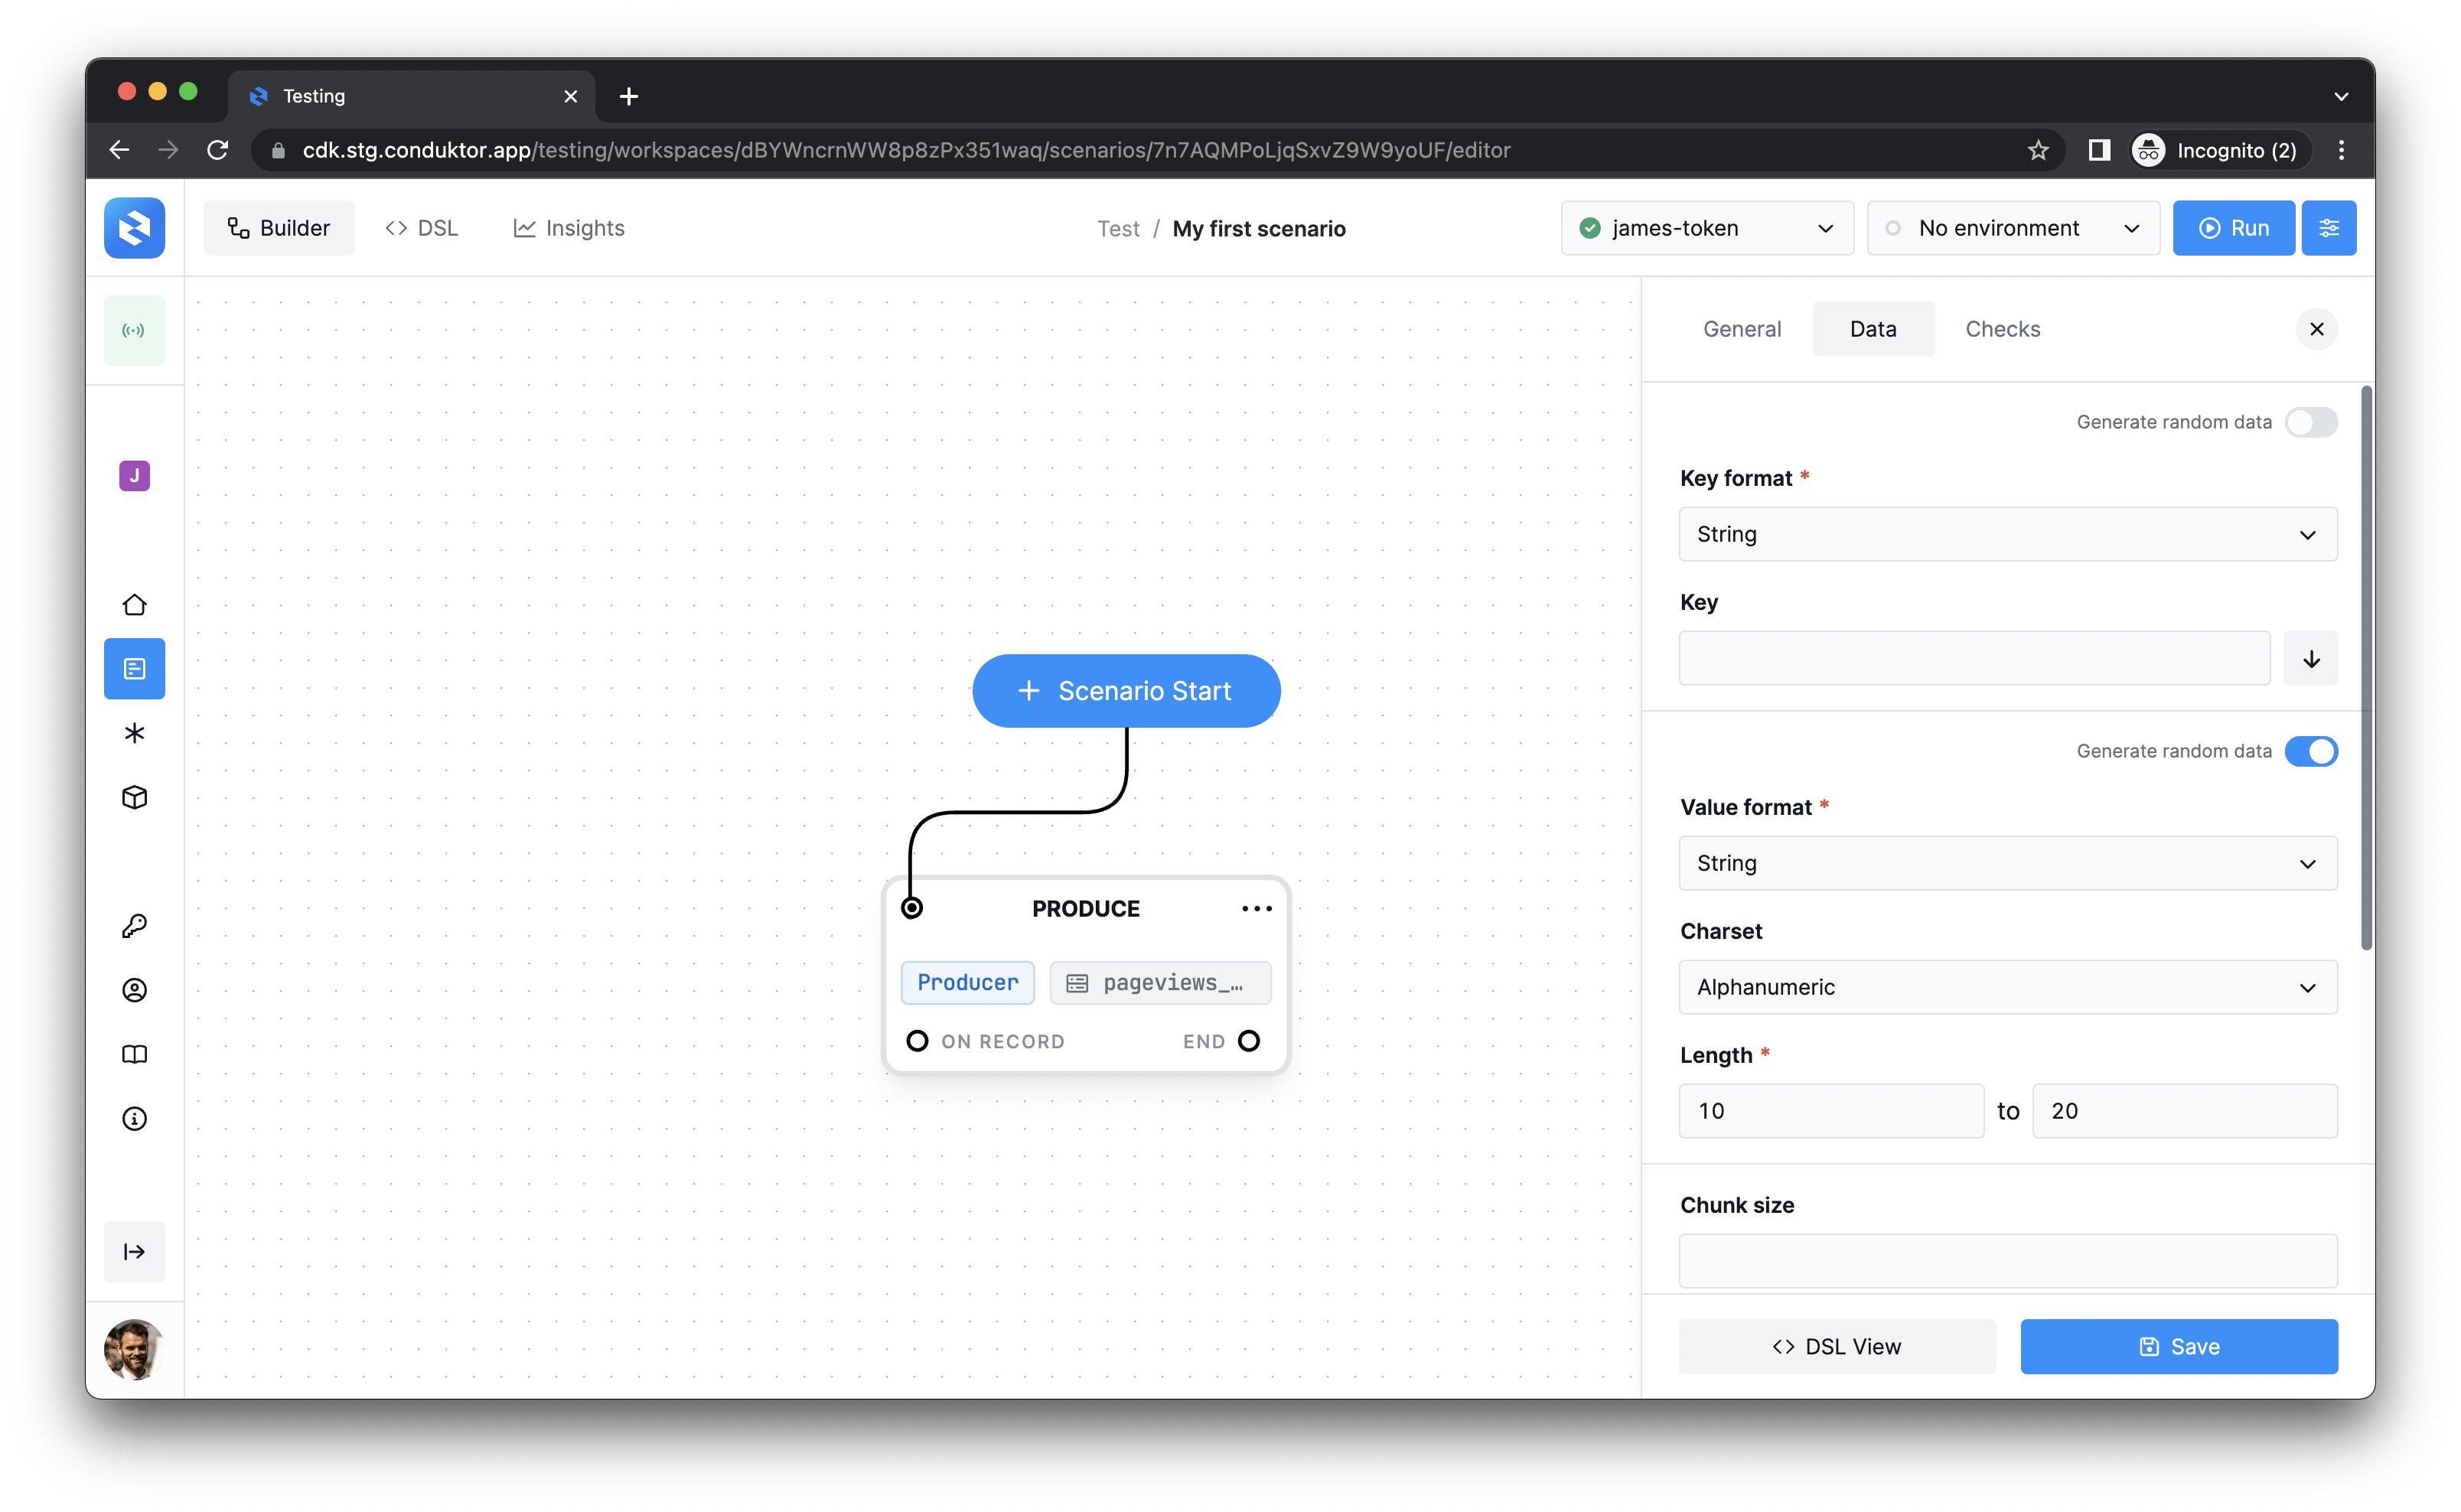 Testing
cdk.stg.conduktor.app/testing/workspaces/dBYWncrnWW8p8zPx351waq/scenarios/7n7AQMPoLjqSxvZ9W9yoUF/editor
Incognito (2)
Builder
DSL
Insights
Test / My first scenario
james-token
No environment
Run
J
Scenario Start
PRODUCE
Producer
pageviews_...
ON RECORD
END
General
Data
Checks
Generate random data
Key format *
String
Key
Generate random data
Value format *
String
Charset
Alphanumeric
Length *
10 to 20
Chunk size
DSL View
Save